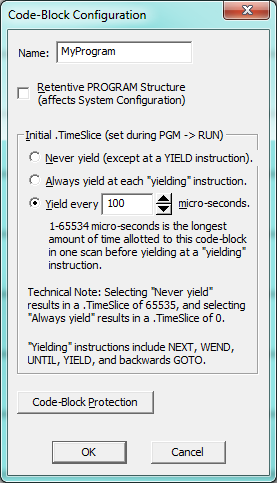 Code-Block Configuration
Name: MyProgram
Retentive PROGRAM Structure
(affects System Configuration)
Initial .TimeSlice (set during PGM -> RUN)
Never yield (except at a YIELD instruction).
Always yield at each "yielding" instruction.
Yield every 100 micro-seconds.
1-65534 micro-seconds is the longest
amount of time allotted to this code-block
in one scan before yielding at a "yielding"
instruction.
Technical Note: Selecting "Never yield"
results in a .TimeSlice of 65535, and selecting
"Always yield" results in a .TimeSlice of 0.
"Yielding" instructions include NEXT, WEND,
UNTIL, YIELD, and backwards GOTO.
Code-Block Protection
OK Cancel